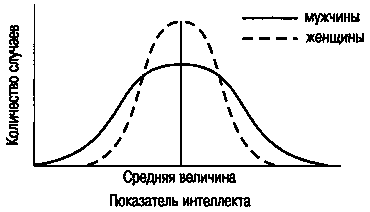 мужчины
женщины
Количество случаев
Средняя величина
Показатель интеллекта